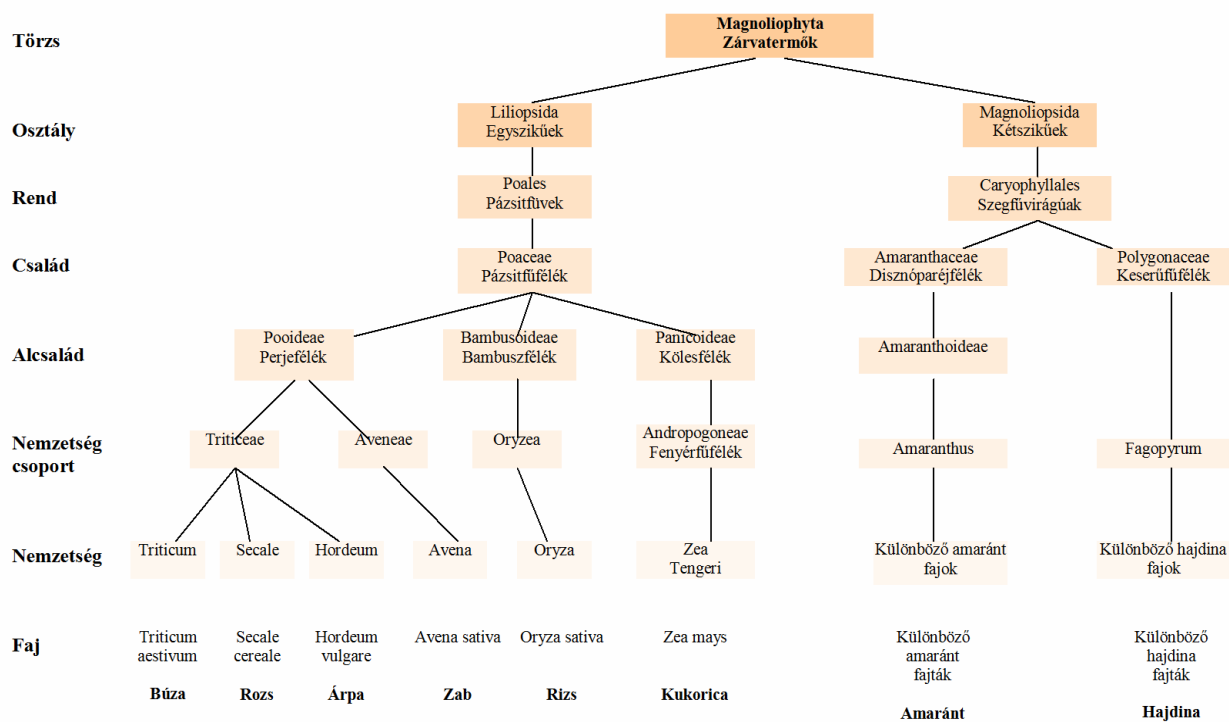 Törzs
Magnoliophyta
Zárvatermők
Osztály
Liliopsida
Egyszikűek
Magnoliopsida
Kétszikűek
Rend
Poales
Pázsitfüvek
Caryophyllales
Szegfűvirágúak
Család
Poaceae
Pázsitfűfélék
Amaranthaceae
Disznóparéjfélék
Polygonaceae
Keserűfűfélék
Alcsalád
Pooideae
Perjefélék
Bambusoideae
Bambuszfélék
Panicoideae
Kölesfélék
Amaranthoideae
Nemzetség
csoport
Triticeae
Aveneae
Oryzea
Andropogoneae
Fenyérfűfélék
Amaranthus
Fagopyrum
Nemzetség
Triticum
Secale
Hordeum
Avena
Oryza
Zea
Tengeri
Különböző amaránt
fajok
Különböző hajdina
fajok
Faj
Triticum
aestivum
Secale
cereale
Hordeum
vulgare
Avena sativa
Oryza sativa
Zea mays
Különböző
amaránt
fajták
Különböző
hajdina
fajták
Búza
Rozs
Árpa
Zab
Rizs
Kukorica
Amaránt
Hajdina